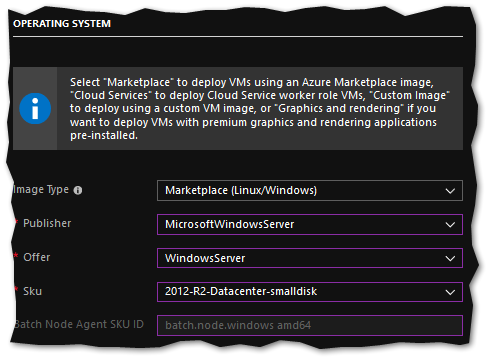 OPERATING SYSTEM
Select "Marketplace" to deploy VMs using an Azure Marketplace image,
"Cloud Services" to deploy Cloud Service worker role VMs, "Custom Image"
to deploy using a custom VM image, or "Graphics and rendering" if you
want to deploy VMs with premium graphics and rendering applications
pre-installed.
Image Type Marketplace (Linux/Windows)
* Publisher MicrosoftWindowsServer
* Offer WindowsServer
* Sku 2012-R2-Datacenter-smalldisk
Batch Node Agent SKU ID batch.node.windows amd64